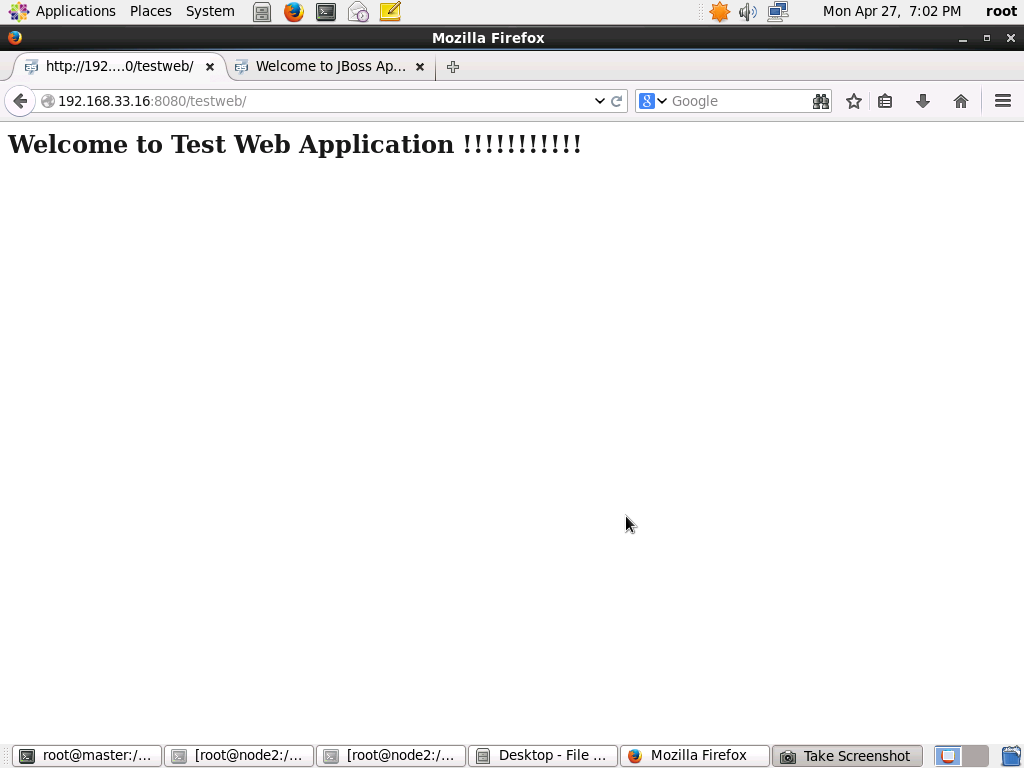 Applications Places System Mon Apr 27, 7:02 PM root
Mozilla Firefox
http://192....0/testweb/ Welcome to JBoss Ap...
192.168.33.16:8080/testweb/ Google
Welcome to Test Web Application !!!!!!!!!!!
root@master:/... [root@node2:/... [root@node2:/... Desktop - File ... Mozilla Firefox Take Screenshot